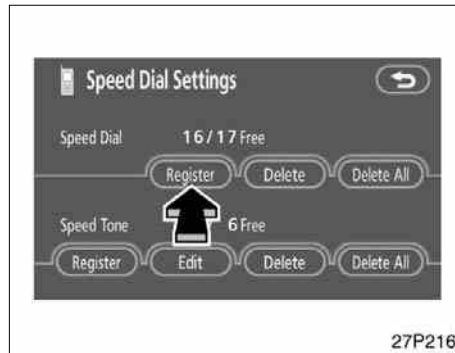 Speed Dial Settings
Speed Dial 16/17 Free
Register Delete Delete All
Speed Tone 6 Free
Register Edit Delete Delete All
27P216